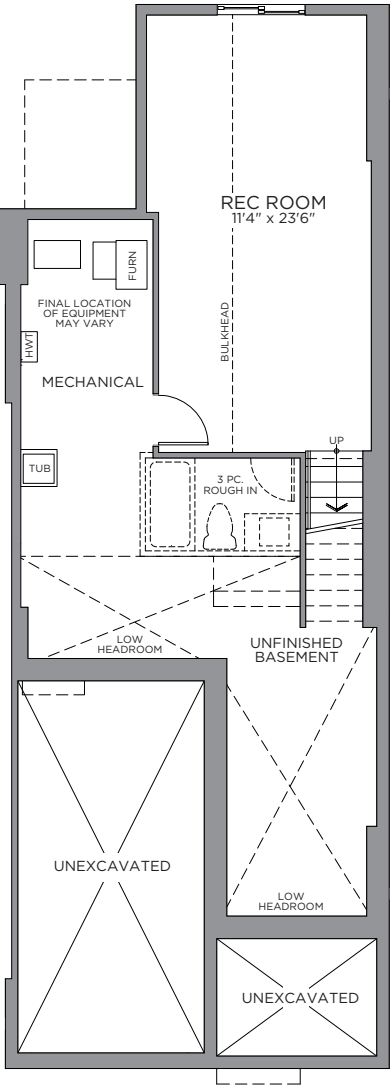 REC ROOM
11'4" x 23'6"
FURN
FINAL LOCATION
OF EQUIPMENT
MAY VARY
BULKHEAD
HWT
MECHANICAL
UP
TUB
3 PC.
ROUGH IN
LOW
HEADROOM
UNFINISHED
BASEMENT
UNEXCAVATED
LOW
HEADROOM
UNEXCAVATED